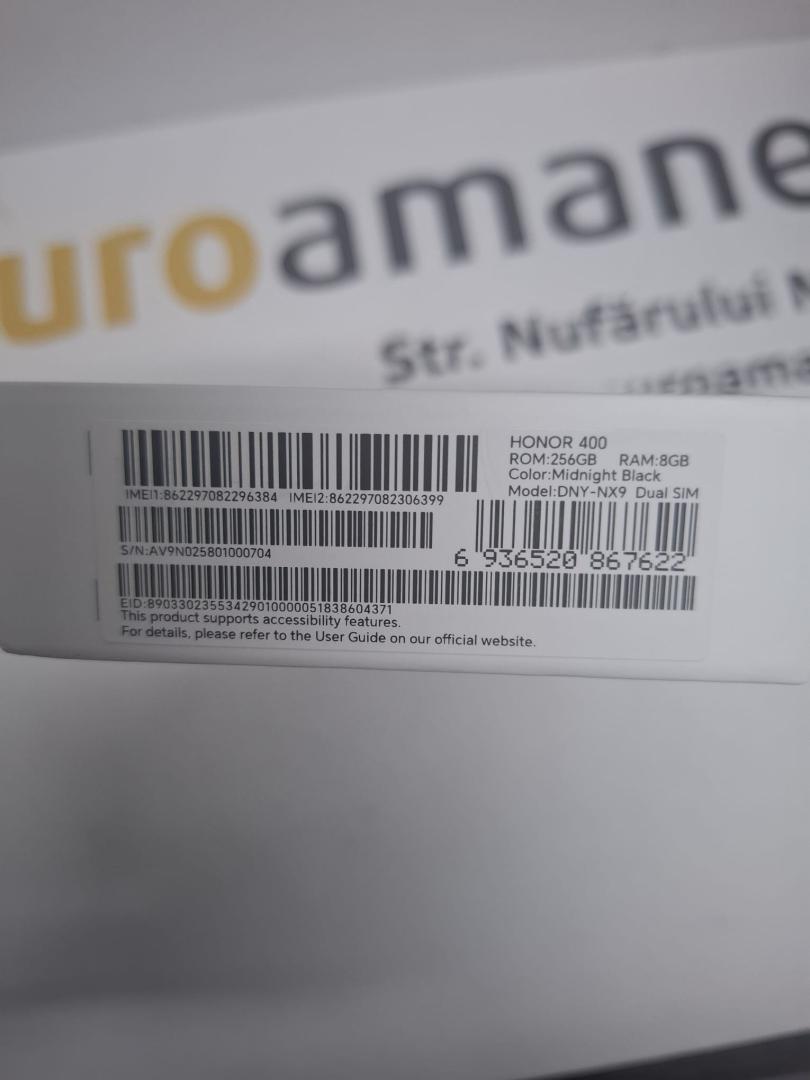 uroamane
Str. Nufărului N
uroama
HONOR 400
ROM:256GB RAM:8GB
Color:Midnight Black
Model:DNY-NX9 Dual SIM
IMEI1:862297082296384 IMEI2:862297082306399
S/N:AV9N025801000704
6 936520 867622
EID:89033023553429010000051838604371
This product supports accessibility features.
For details, please refer to the User Guide on our official website.